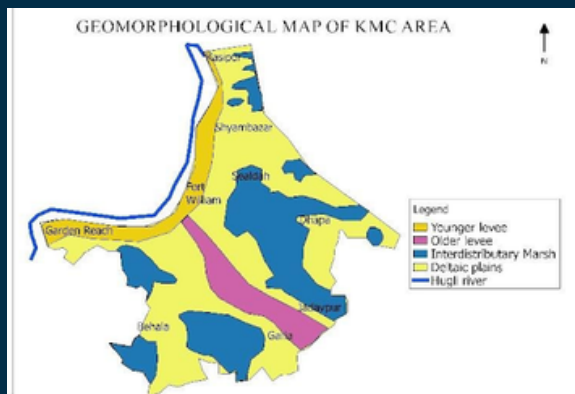 GEOMORPHOLOGICAL MAP OF KMC AREA
N
Kasipur
Shyambazar
Sealdah
Fort
William
Dhapa
Garden Reach
Legend
Younger levee
Older levee
Interdistributary Marsh
Deltaic plains
Hugli river
Jadavpur
Behala
Garia